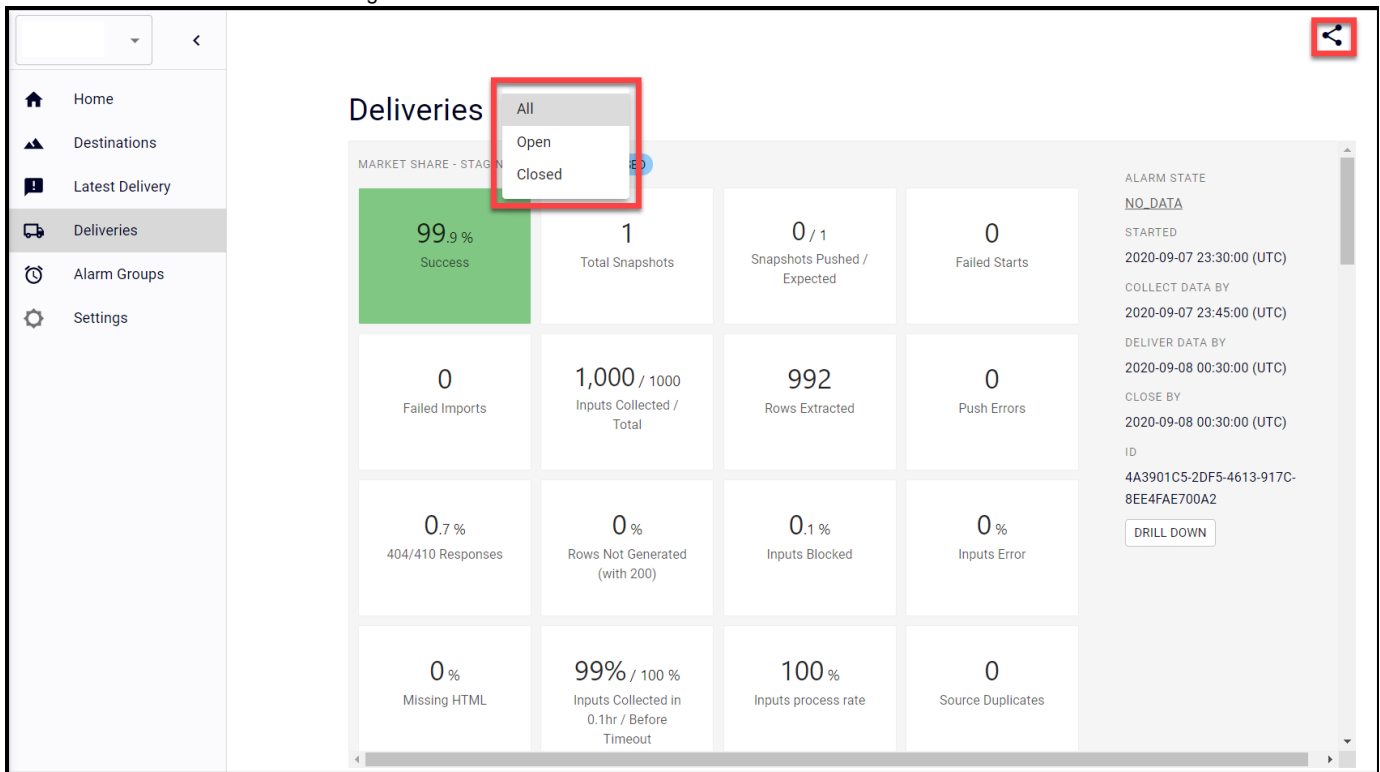 Home
Destinations
Latest Delivery
Deliveries
Alarm Groups
Settings
Deliveries
All
Open
Closed
MARKET SHARE -
99.9 %
Success
1
Total Snapshots
0 / 1
Snapshots Pushed /
Expected
0
Failed Starts
0
Failed Imports
1,000 / 1000
Inputs Collected /
Total
992
Rows Extracted
0
Push Errors
0.7 %
404/410 Responses
0 %
Rows Not Generated
(with 200)
0.1 %
Inputs Blocked
0 %
Inputs Error
0 %
Missing HTML
99% / 100 %
Inputs Collected in
0.1hr / Before
Timeout
100 %
Inputs process rate
0
Source Duplicates
ALARM STATE
NO_DATA
STARTED
2020-09-07 23:30:00 (UTC)
COLLECT DATA BY
2020-09-07 23:45:00 (UTC)
DELIVER DATA BY
2020-09-08 00:30:00 (UTC)
CLOSE BY
2020-09-08 00:30:00 (UTC)
ID
4A3901C5-2DF5-4613-917C-
8EE4FAE700A2
DRILL DOWN